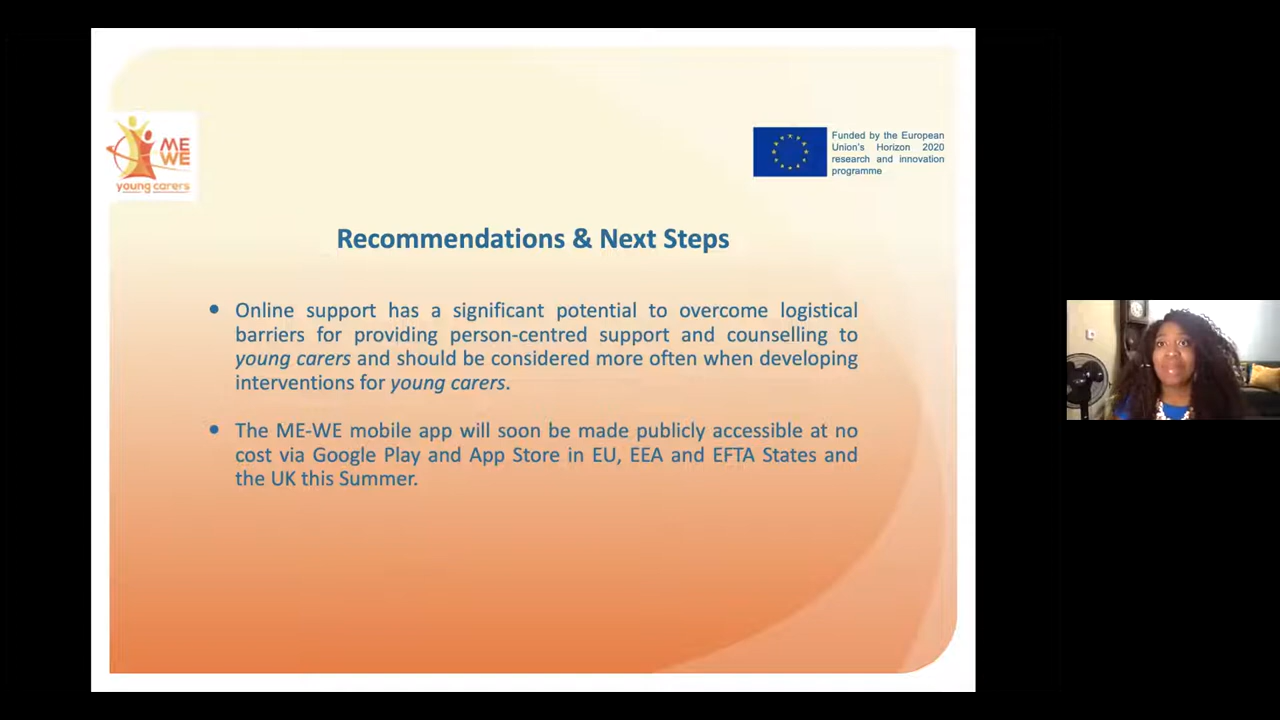 ME
WE
young carers
Funded by the European
Union's Horizon 2020
research and innovation
programme
Recommendations & Next Steps
• Online support has a significant potential to overcome logistical
barriers for providing person-centred support and counselling to
young carers and should be considered more often when developing
interventions for young carers.
• The ME-WE mobile app will soon be made publicly accessible at no
cost via Google Play and App Store in EU, EEA and EFTA States and
the UK this Summer.